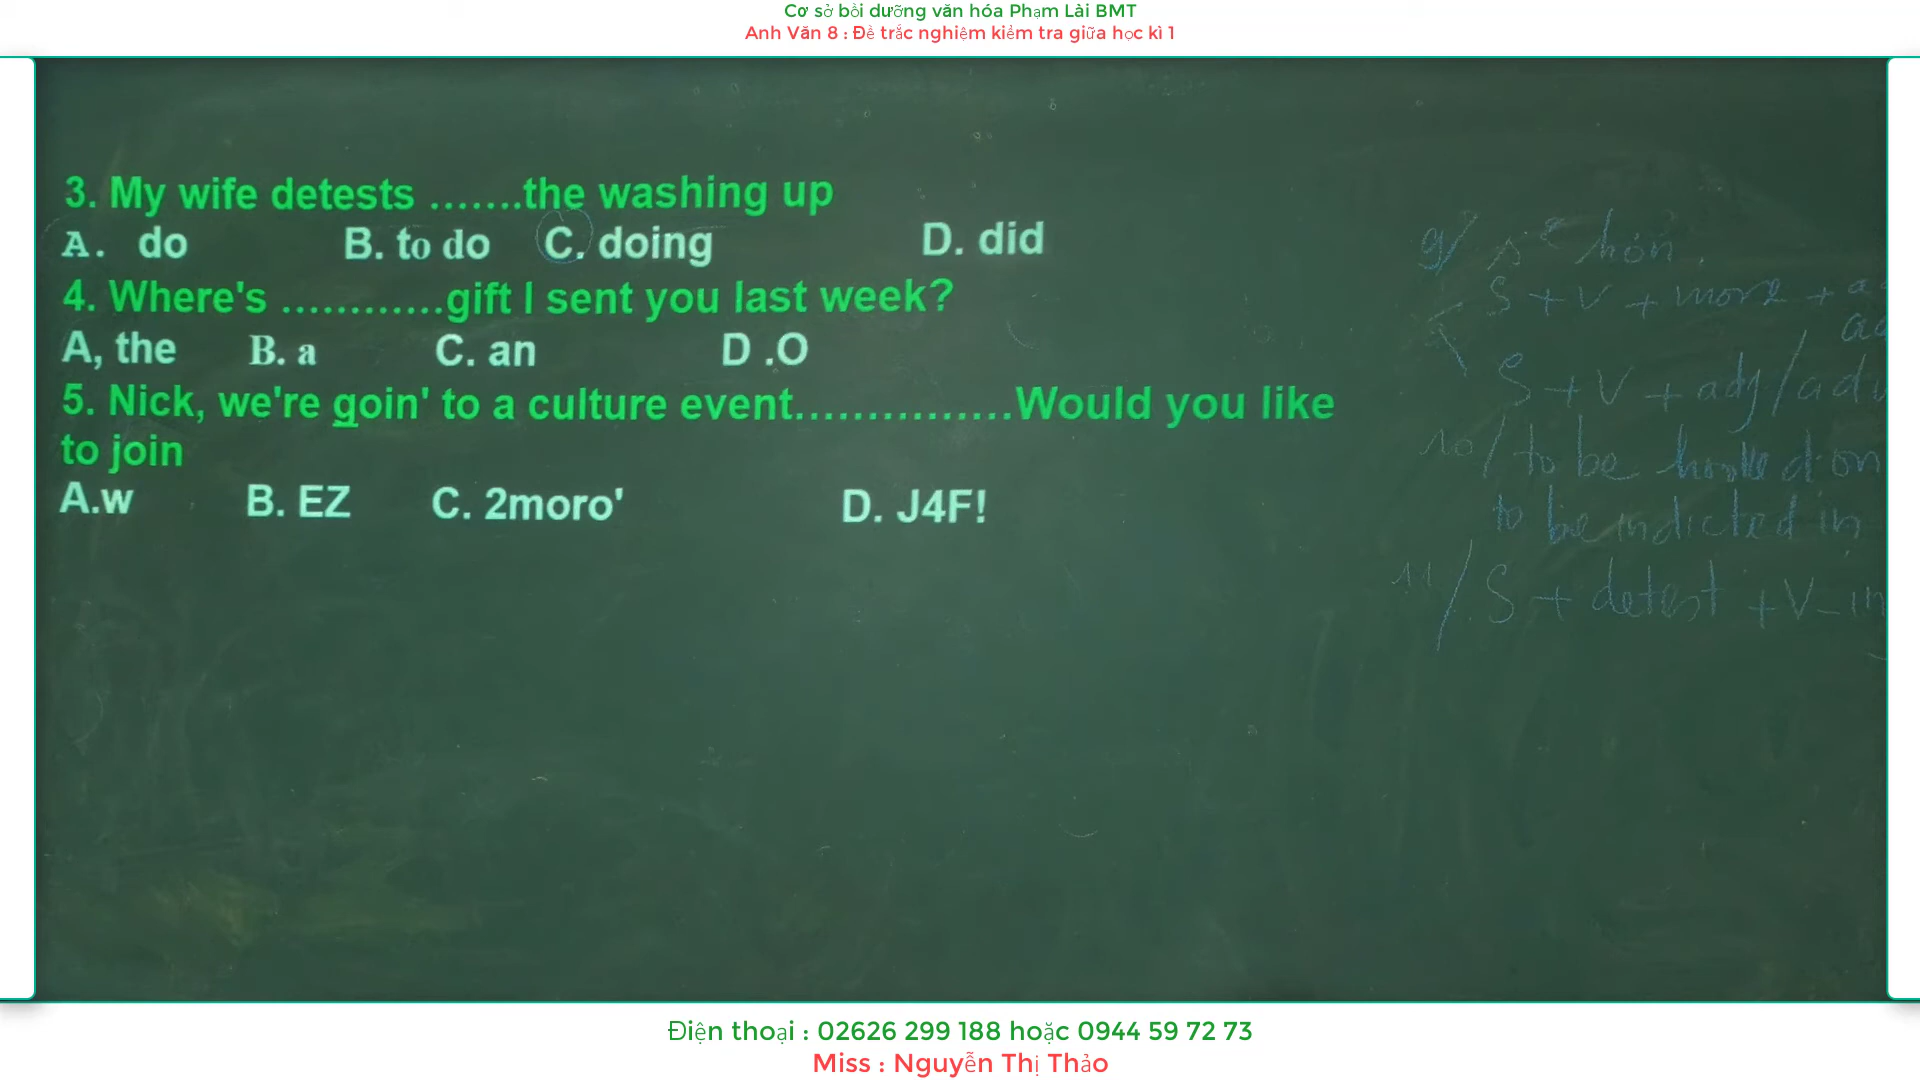 Cơ sở bồi dưỡng văn hóa Phạm Lài BMT
Anh Văn 8 : Đề trắc nghiệm kiểm tra giữa học kì 1
3. My wife detests .......the washing up
A. do B. to do C. doing D. did
4. Where's ............gift I sent you last week?
A, the B. a C. an D .O
5. Nick, we're goin' to a culture event...............Would you like
to join
A.w B. EZ C. 2moro' D. J4F!
9/ hơn.
S + V + more +
S + V + adj / adv
10/ to be hooked on
to be in
11/ S + detest + V-in
Điện thoại : 02626 299 188 hoặc 0944 59 72 73
Miss : Nguyễn Thị Thảo